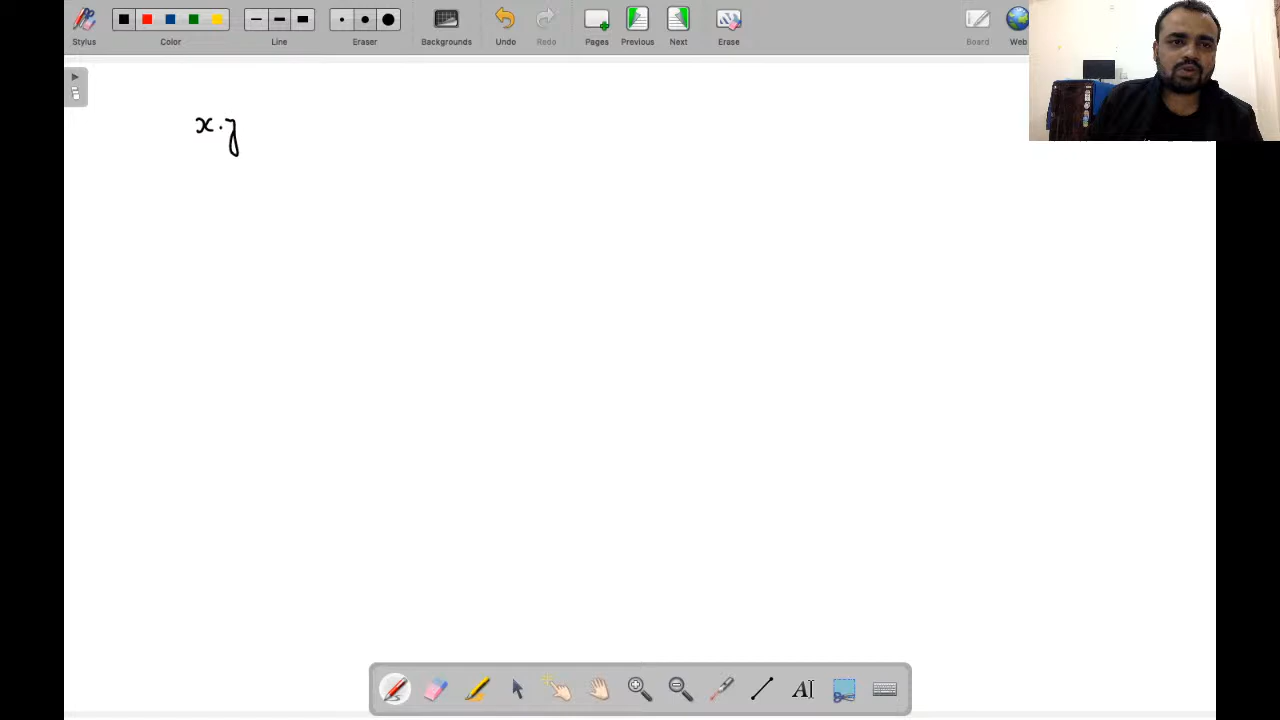 Stylus
Color
Line
Eraser
Backgrounds
Undo
Redo
Pages
Previous
Next
Erase
Board
Web
x.y